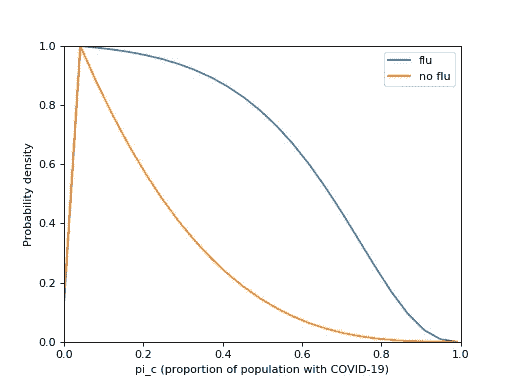 1.0
0.8
0.6
0.4
0.2
0.0
Probability density
0.0 0.2 0.4 0.6 0.8 1.0
pi_c (proportion of population with COVID-19)
flu
no flu